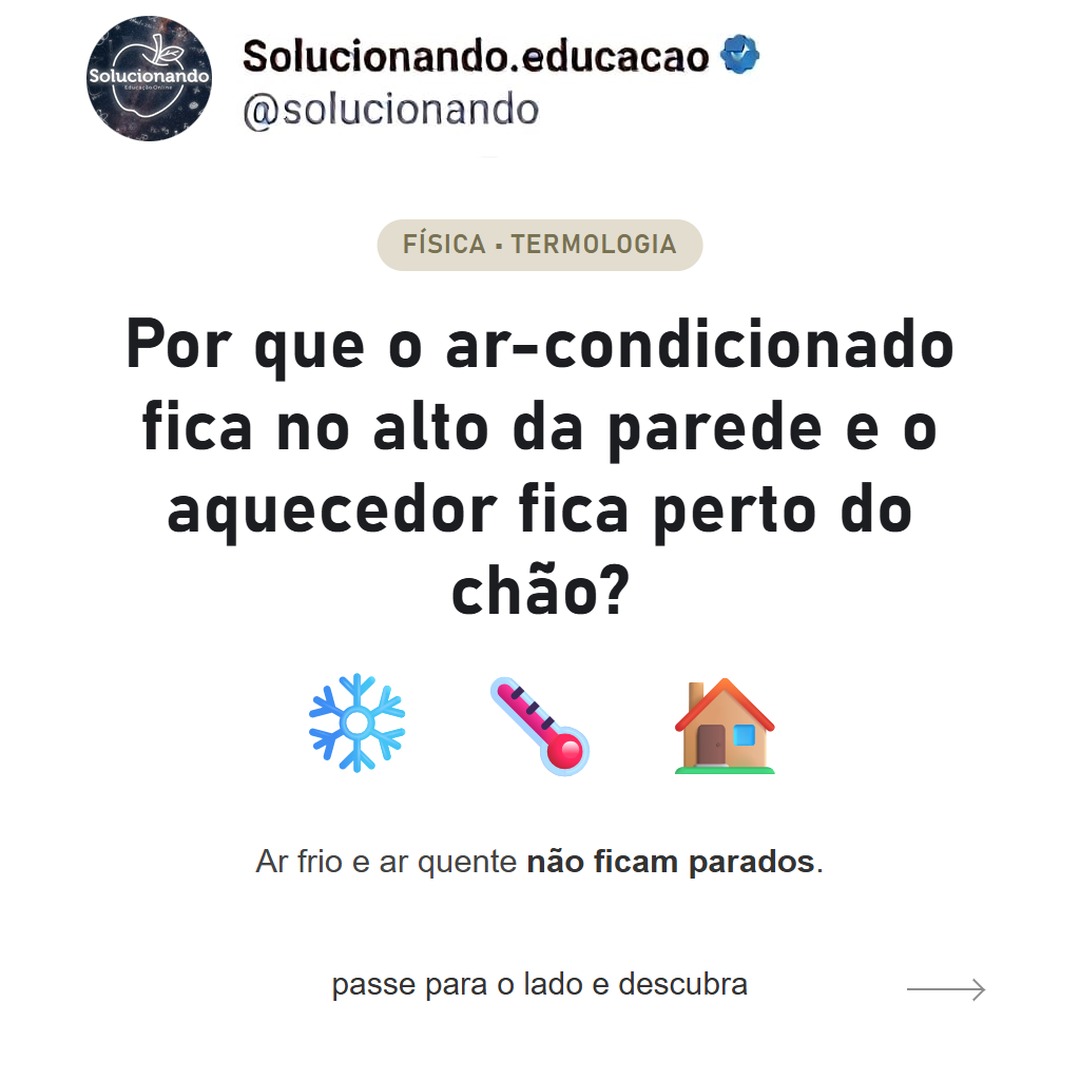 Solucionando
Educação Online
Solucionando.educacao
@solucionando
FÍSICA ▪ TERMOLOGIA
Por que o ar-condicionado
fica no alto da parede e o
aquecedor fica perto do
chão?
Ar frio e ar quente não ficam parados.
passe para o lado e descubra